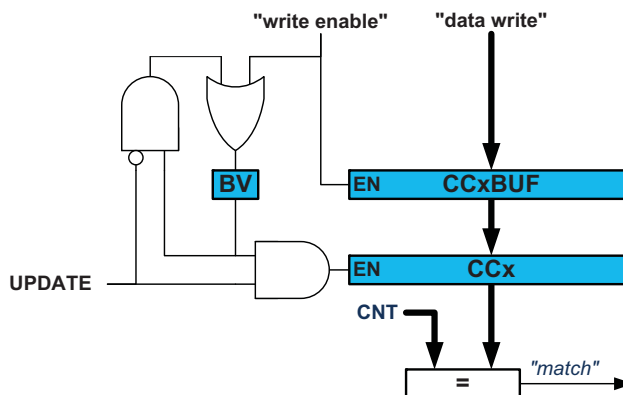 "write enable" "data write"
BV
EN CCxBUF
EN CCx
UPDATE
CNT
"match"
=